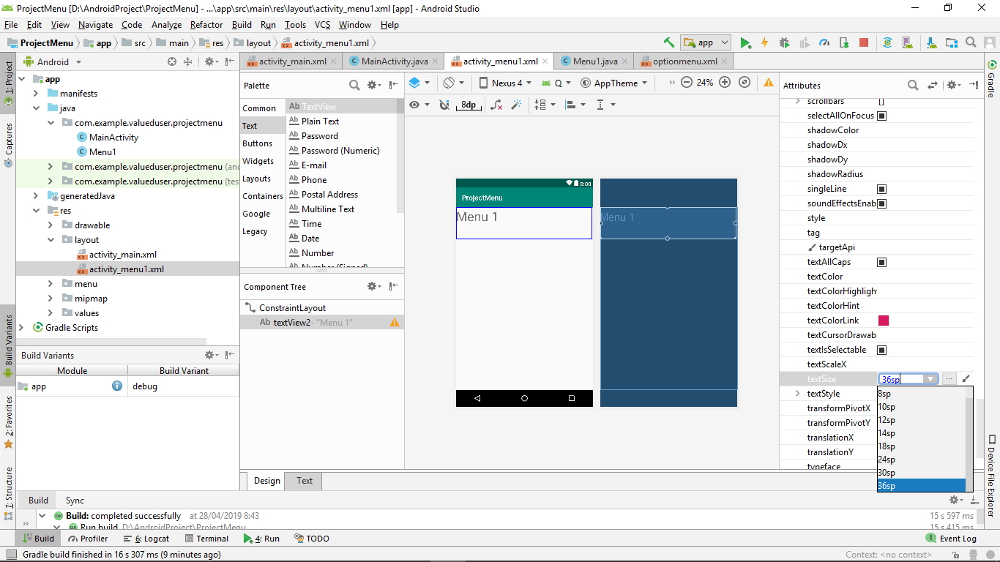 ProjectMenu [D:\AndroidProject\ProjectMenu] - ...\app\src\main\res\layout\activity_menu1.xml [app] - Android Studio
File Edit View Navigate Code Analyze Refactor Build Run Tools VCS Window Help
ProjectMenu app src main res layout activity_menu1.xml app
1: Project
Captures
Build Variants
2: Favorites
7: Structure
Android
app
manifests
java
com.example.valueduser.projectmenu
MainActivity
Menu1
com.example.valueduser.projectmenu (and
com.example.valueduser.projectmenu (tes
generatedJava
res
drawable
layout
activity_main.xml
activity_menu1.xml
menu
mipmap
values
Gradle Scripts
Build Variants
Module Build Variant
app debug
activity_main.xml MainActivity.java activity_menu1.xml Menu1.java optionmenu.xml
Palette
Common
Text
Buttons
Widgets
Layouts
Containers
Google
Legacy
Ab TextView
Ab Plain Text
Ab Password
Ab Password (Numeric)
Ab E-mail
Ab Phone
Ab Postal Address
Ab Multiline Text
Ab Time
Ab Date
Ab Number
Ab Number (Signed)
Component Tree
ConstraintLayout
Ab textView2- "Menu 1"
Nexus 4 Q AppTheme » 24%
8dp
8:00
ProjectMenu
Menu 1
Menu 1
Design Text
Attributes
scrollbars []
selectAllOnFocus
shadowColor
shadowDx
shadowDy
shadowRadius
singleLine
soundEffectsEnab
style
tag
targetApi
textAllCaps
textColor
textColorHighligh
textColorHint
textColorLink
textCursorDrawab
textIsSelectable
textScaleX
textSize 36sp ...
textStyle
transformPivotX
transformPivotY
translationX
translationY
typeface
8sp
10sp
12sp
14sp
18sp
24sp
30sp
36sp
Gradle
Device File Explorer
Build Sync
Build: completed successfully at 28/04/2019 8:43 15 s 597 ms
Run build D:\AndroidProject\ProjectMenu 15 s 415 ms
Build Profiler 6: Logcat Terminal 4: Run TODO 1 Event Log
Gradle build finished in 16 s 307 ms (9 minutes ago) Context: <no context>